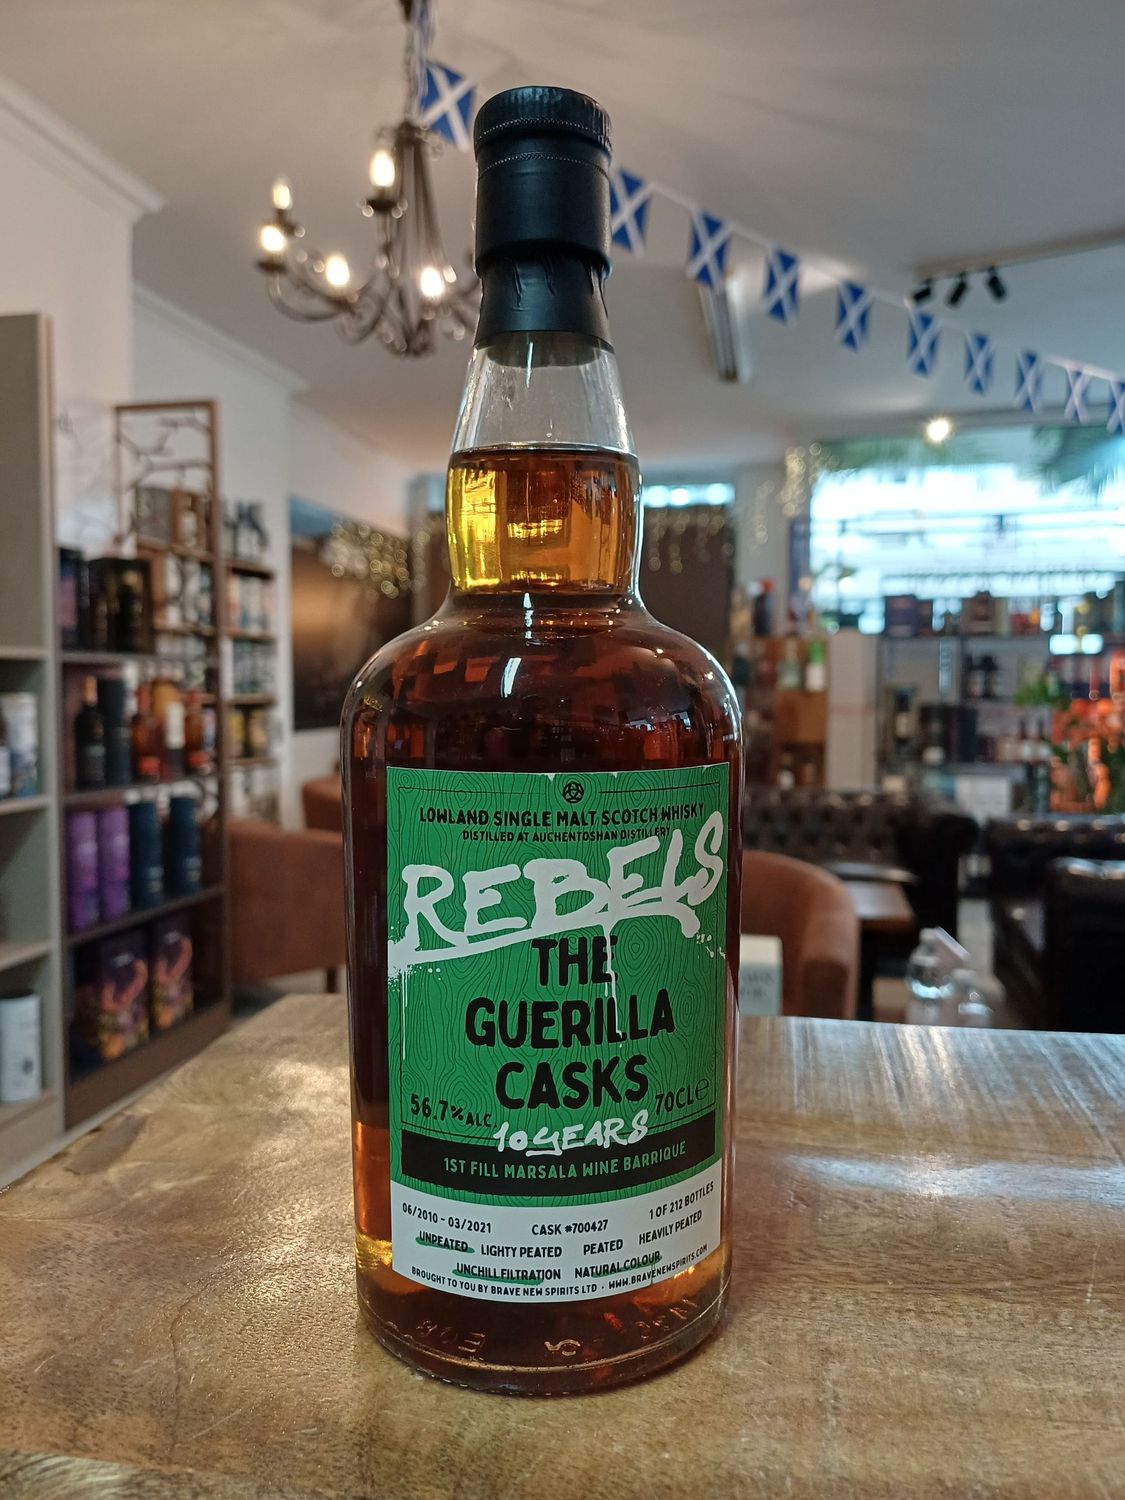 LOWLAND SINGLE MALT SCOTCH WHISKY
DISTILLED AT AUCHENTOSHAN DISTILLERY
REBELS
THE
GUERILLA
CASKS
56.7%ALC. 70CLe
10 YEARS
1ST FILL MARSALA WINE BARRIQUE
06/2010 - 03/2021 CASK #700427 1 OF 212 BOTTLES
UNPEATED LIGHTY PEATED PEATED HEAVILY PEATED
UNCHILL FILTRATION NATURAL COLOUR
BROUGHT TO YOU BY BRAVE NEW SPIRITS LTD · WWW.BRAVENEWSPIRITS.COM